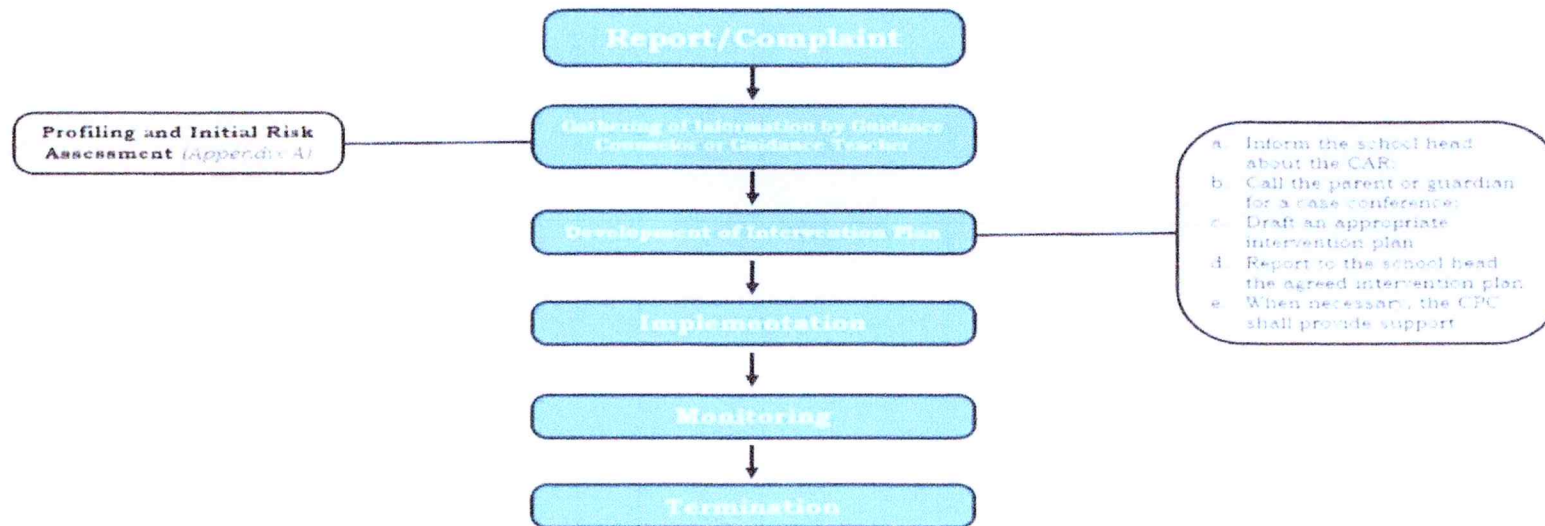 Report/Complaint
Gathering of Information by Guidance
Counselor or Guidance Teacher
Profiling and Initial Risk
Assessment (Appendix A)
Development of Intervention Plan
a. Inform the school head
about the CAR;
b. Call the parent or guardian
for a case conference;
c. Draft an appropriate
intervention plan
d. Report to the school head
the agreed intervention plan
e. When necessary, the CPC
shall provide support
Implementation
Monitoring
Termination